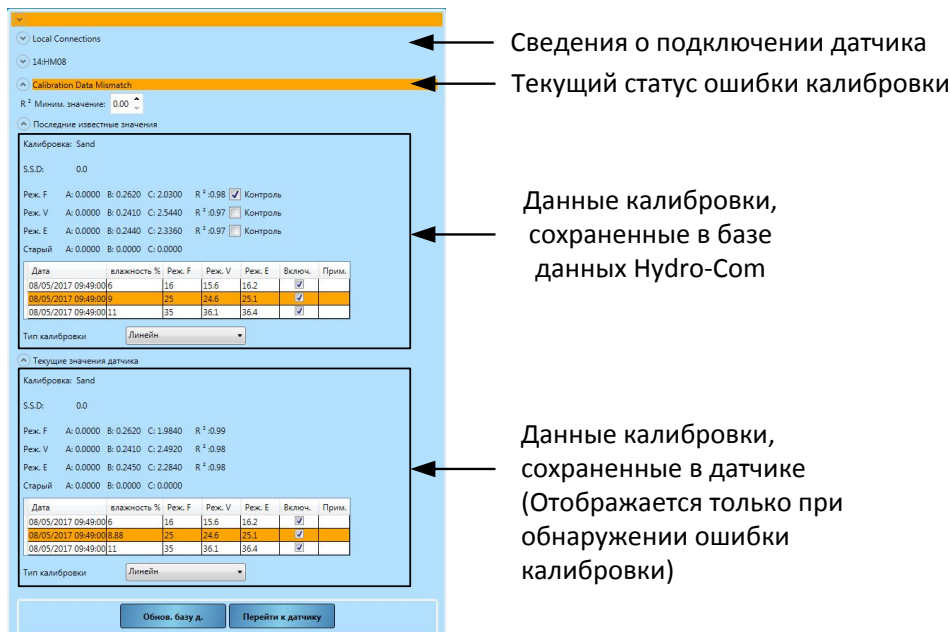 Local Connections
Сведения о подключении датчика
14:HM08
Calibration Data Mismatch
Текущий статус ошибки калибровки
R ² Миним. значение: 0.00
Последние известные значения
Калибровка: Sand
S.S.D: 0.0
Реж. F A: 0.0000 B: 0.2620 C: 2.0300 R ² :0.98 Контроль
Реж. V A: 0.0000 B: 0.2410 C: 2.5440 R ² :0.97 Контроль
Реж. E A: 0.0000 B: 0.2440 C: 2.3360 R ² :0.97 Контроль
Старый A: 0.0000 B: 0.0000 C: 0.0000
Данные калибровки,
сохраненные в базе
данных Hydro-Com
Дата влажность % Реж. F Реж. V Реж. E Включ. Прим.
08/05/2017 09:49:00 6 16 15.6 16.2
08/05/2017 09:49:00 9 25 24.6 25.1
08/05/2017 09:49:00 11 35 36.1 36.4
Тип калибровки Линейн
Текущие значения датчика
Калибровка: Sand
S.S.D: 0.0
Реж. F A: 0.0000 B: 0.2620 C: 1.9840 R ² :0.99
Реж. V A: 0.0000 B: 0.2410 C: 2.4920 R ² :0.98
Реж. E A: 0.0000 B: 0.2450 C: 2.2840 R ² :0.98
Старый A: 0.0000 B: 0.0000 C: 0.0000
Данные калибровки,
сохраненные в датчике
(Отображается только при
обнаружении ошибки
калибровки)
Дата влажность % Реж. F Реж. V Реж. E Включ. Прим.
08/05/2017 09:49:00 6 16 15.6 16.2
08/05/2017 09:49:00 8.88 25 24.6 25.1
08/05/2017 09:49:00 11 35 36.1 36.4
Тип калибровки Линейн
Обнов. базу д. Перейти к датчику